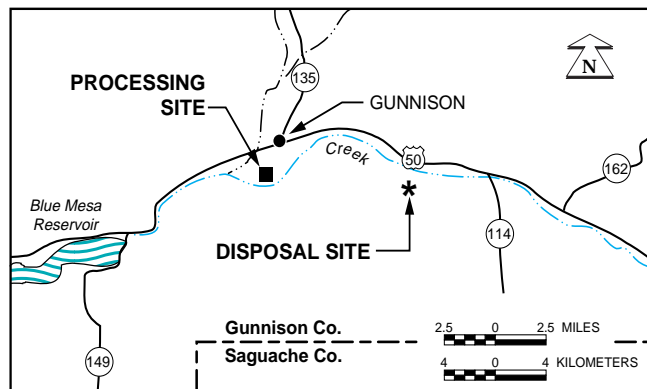 N
135
PROCESSING
SITE
GUNNISON
Creek
50
162
Blue Mesa
Reservoir
DISPOSAL SITE
114
149
Gunnison Co.
Saguache Co.
2.5 0 2.5 MILES
4 0 4 KILOMETERS